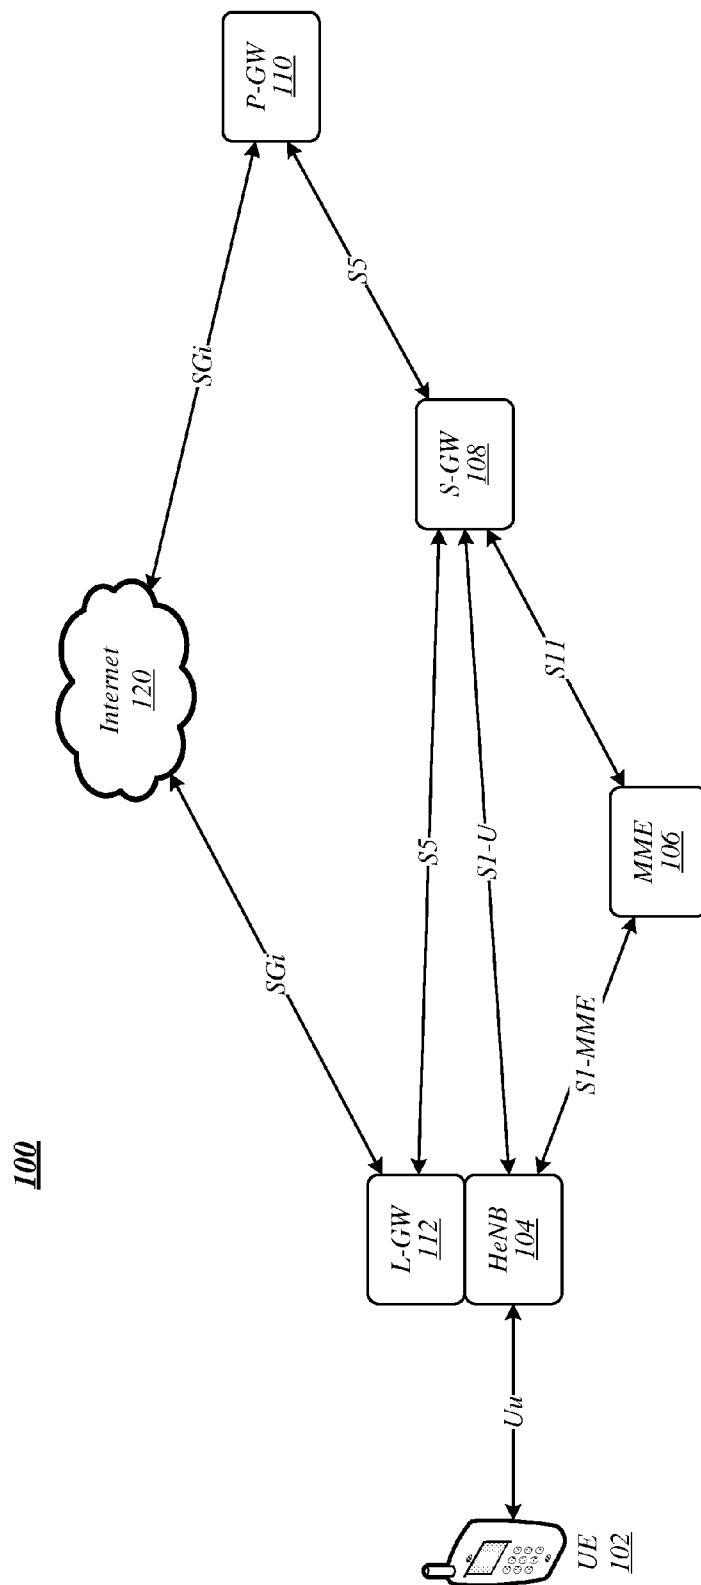 100
Internet
120
P-GW
110
SGi
SGi
S5
L-GW
112
S5
S-GW
108
HeNB
104
S1-U
Uu
UE
102
S1-MME
S11
MME
106